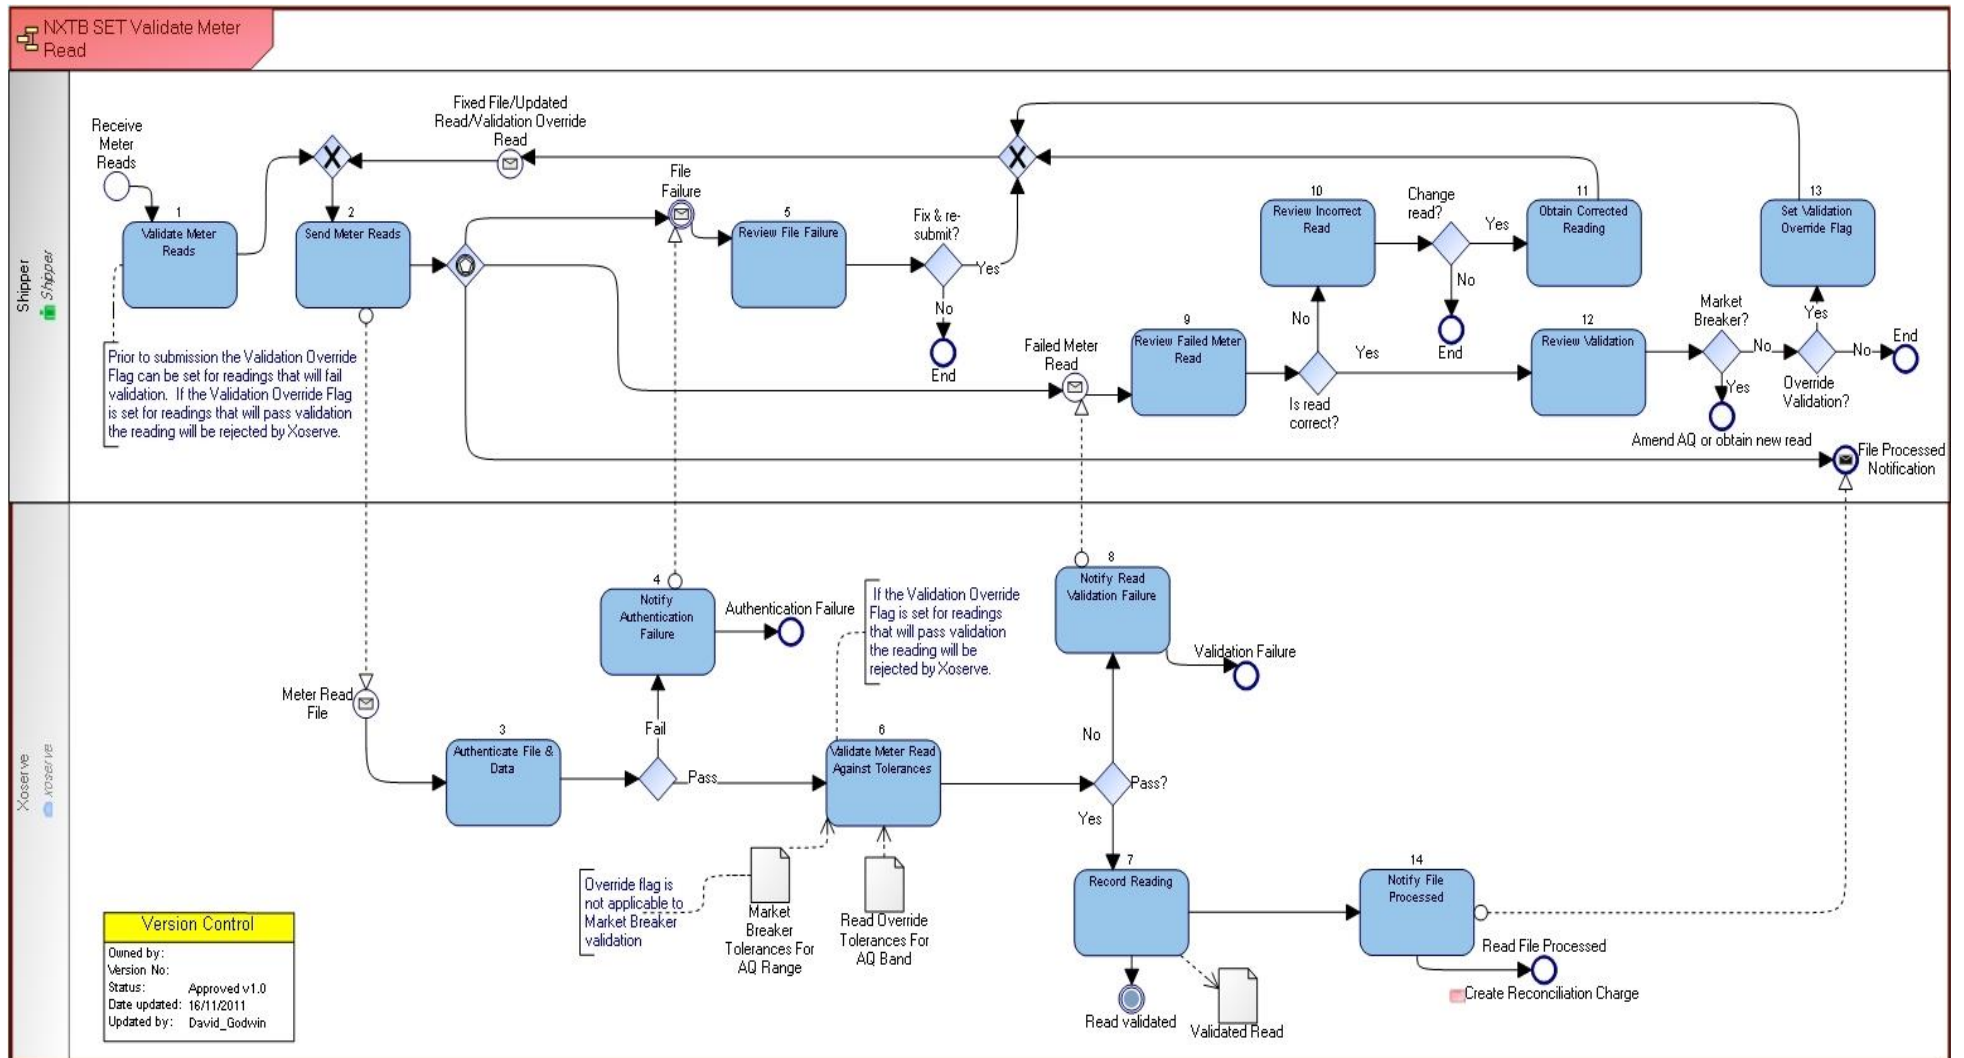 NXTB SET Validate Meter
Read
Shipper
Shipper
Receive
Meter
Reads
1
Validate Meter
Reads
Prior to submission the Validation Override
Flag can be set for readings that will fail
validation. If the Validation Override Flag
is set for readings that will pass validation
the reading will be rejected by Xoserve.
2
Send Meter Reads
Fixed File/Updated
Read/Validation Override
Read
File
Failure
5
Review File Failure
Fix & re-
submit?
Yes
No
End
Failed Meter
Read
9
Review Failed Meter
Read
Is read
correct?
No
Yes
10
Review Incorrect
Read
Change
read?
Yes
No
End
11
Obtain Corrected
Reading
12
Review Validation
Market
Breaker?
No
Yes
Amend AQ or obtain new read
13
Set Validation
Override Flag
Yes
Override
Validation?
No
End
File Processed
Notification
Xoserve
xoserve
Meter Read
File
3
Authenticate File &
Data
Fail
Pass
4
Notify
Authentication
Failure
Authentication Failure
If the Validation Override
Flag is set for readings
that will pass validation
the reading will be
rejected by Xoserve.
6
Validate Meter Read
Against Tolerances
Override flag is
not applicable to
Market Breaker
validation
Market
Breaker
Tolerances For
AQ Range
Read Override
Tolerances For
AQ Band
Pass?
No
Yes
8
Notify Read
Validation Failure
Validation Failure
7
Record Reading
Read validated
Validated Read
14
Notify File
Processed
Read File Processed
Create Reconciliation Charge
Version Control
Owned by:
Version No:
Status: Approved v1.0
Date updated: 16/11/2011
Updated by: David_Godwin